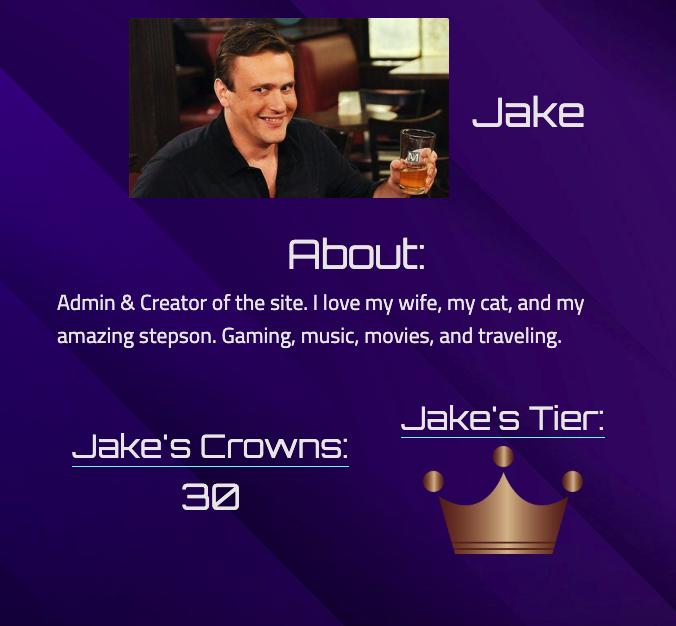 Jake
About:
Admin & Creator of the site. I love my wife, my cat, and my
amazing stepson. Gaming, music, movies, and traveling.
Jake's Tier:
Jake's Crowns:
30
M